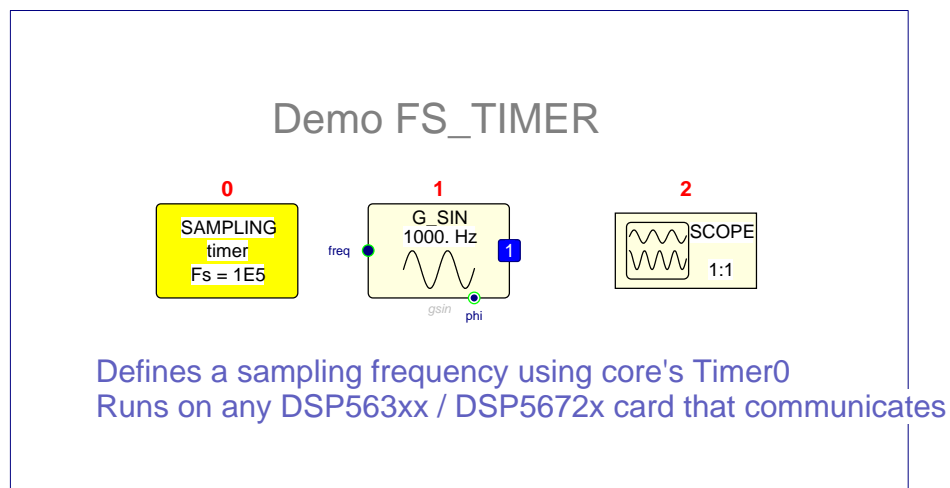 Demo FS_TIMER
0
1
2
SAMPLING
timer
Fs = 1E5
G_SIN
1000. Hz
freq
1
gsin
phi
SCOPE
1:1
Defines a sampling frequency using core's Timer0
Runs on any DSP563xx / DSP5672x card that communicates